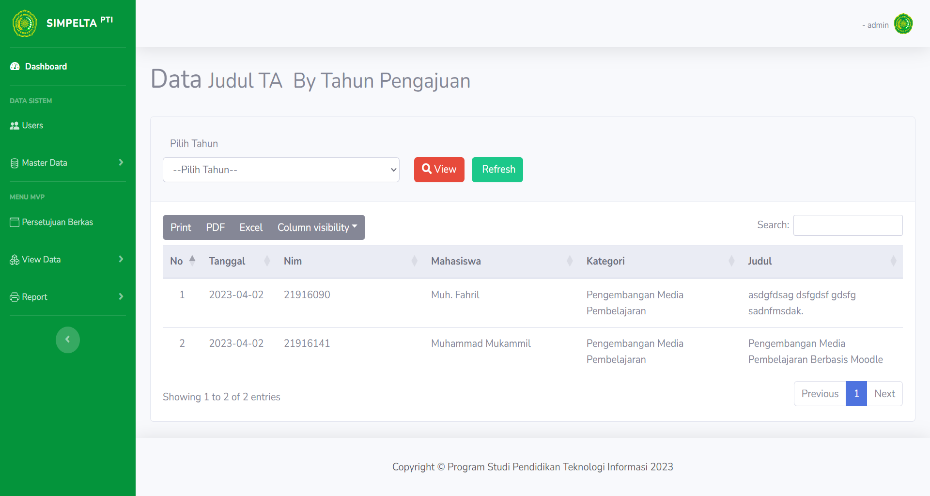 SIMPELTA PTI
- admin
Dashboard
DATA SISTEM
Users
Master Data
MENU MVP
Persetujuan Berkas
View Data
Report
Data Judul TA By Tahun Pengajuan
Pilih Tahun
--Pilih Tahun--
View
Refresh
Print PDF Excel Column visibility
Search:
No Tanggal Nim Mahasiswa Kategori Judul
1 2023-04-02 21916090 Muh. Fahril Pengembangan Media asdgfdsag dsfgdsf gdsfg
Pembelajaran sadnfmsdak.
2 2023-04-02 21916141 Muhammad Mukammil Pengembangan Media Pengembangan Media
Pembelajaran Pembelajaran Berbasis Moodle
Showing 1 to 2 of 2 entries
Previous 1 Next
Copyright © Program Studi Pendidikan Teknologi Informasi 2023